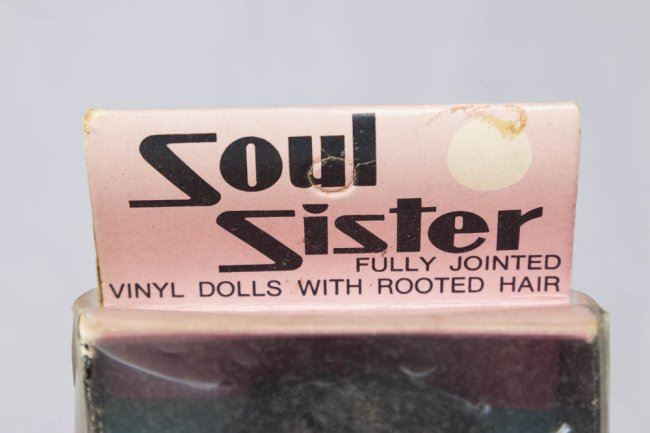 Soul
Sister
FULLY JOINTED
VINYL DOLLS WITH ROOTED HAIR